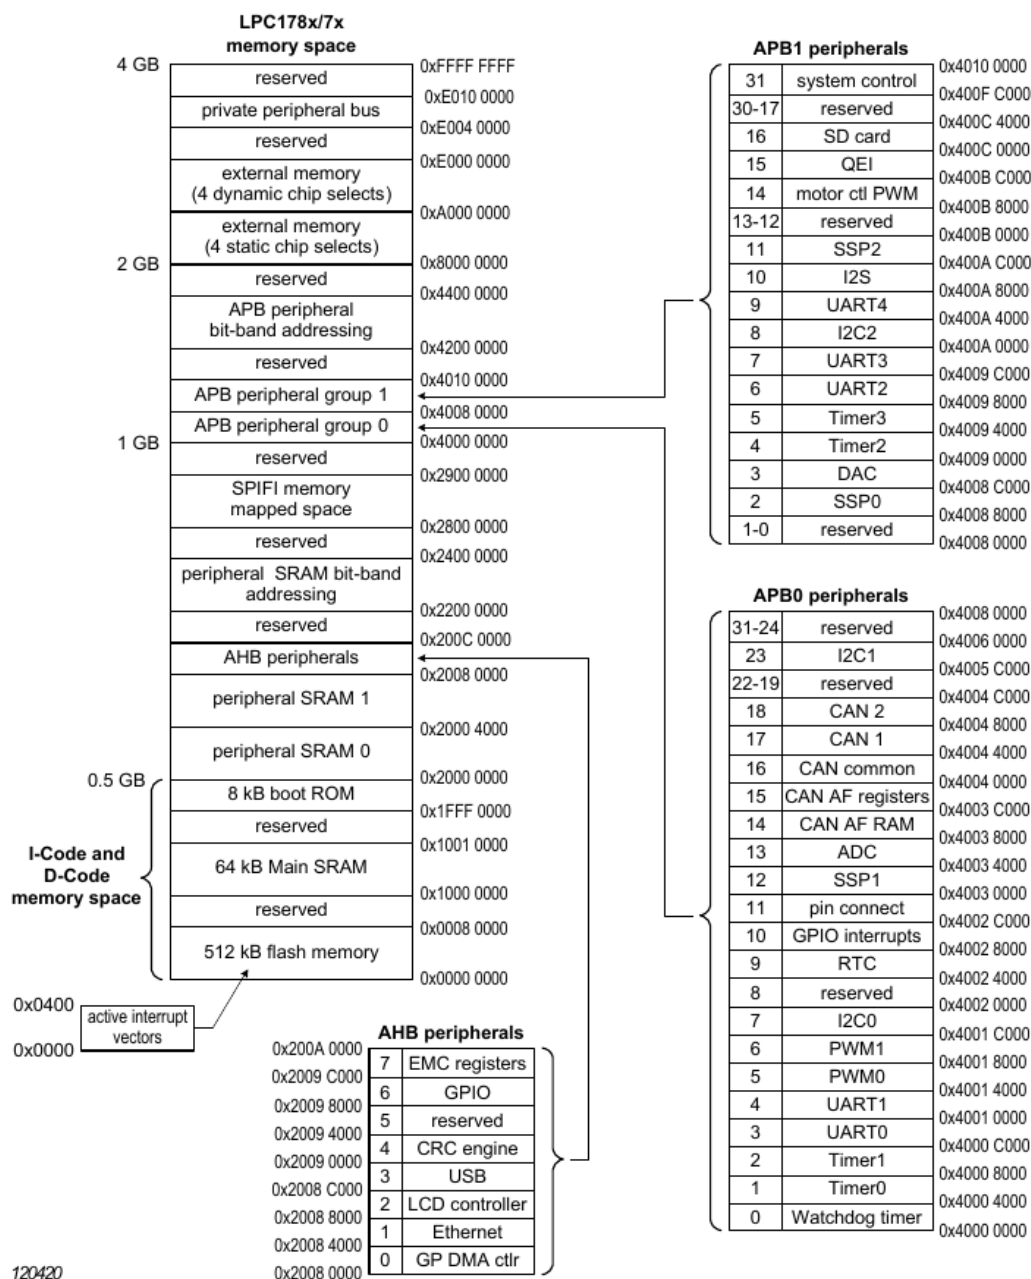 LPC178x/7x
memory space
4 GB
reserved
0xFFFF FFFF
private peripheral bus
0xE010 0000
reserved
0xE004 0000
external memory
(4 dynamic chip selects)
0xE000 0000
external memory
(4 static chip selects)
0xA000 0000
2 GB
reserved
0x8000 0000
APB peripheral
bit-band addressing
0x4400 0000
reserved
0x4200 0000
APB peripheral group 1
0x4010 0000
APB peripheral group 0
0x4008 0000
1 GB
reserved
0x4000 0000
SPIFI memory
mapped space
0x2900 0000
reserved
0x2800 0000
peripheral SRAM bit-band
addressing
0x2400 0000
reserved
0x2200 0000
AHB peripherals
0x200C 0000
peripheral SRAM 1
0x2008 0000
peripheral SRAM 0
0x2000 4000
0.5 GB
8 kB boot ROM
0x2000 0000
reserved
0x1FFF 0000
64 kB Main SRAM
0x1001 0000
reserved
0x1000 0000
512 kB flash memory
0x0008 0000
0x0000 0000
I-Code and
D-Code
memory space
0x0400
active interrupt
vectors
0x0000
APB1 peripherals
0x4010 0000
31 system control
0x400F C000
30-17 reserved
0x400C 4000
16 SD card
0x400C 0000
15 QEI
0x400B C000
14 motor ctl PWM
0x400B 8000
13-12 reserved
0x400B 0000
11 SSP2
0x400A C000
10 I2S
0x400A 8000
9 UART4
0x400A 4000
8 I2C2
0x400A 0000
7 UART3
0x4009 C000
6 UART2
0x4009 8000
5 Timer3
0x4009 4000
4 Timer2
0x4009 0000
3 DAC
0x4008 C000
2 SSP0
0x4008 8000
1-0 reserved
0x4008 0000
APB0 peripherals
0x4008 0000
31-24 reserved
0x4006 0000
23 I2C1
0x4005 C000
22-19 reserved
0x4004 C000
18 CAN 2
0x4004 8000
17 CAN 1
0x4004 4000
16 CAN common
0x4004 0000
15 CAN AF registers
0x4003 C000
14 CAN AF RAM
0x4003 8000
13 ADC
0x4003 4000
12 SSP1
0x4003 0000
11 pin connect
0x4002 C000
10 GPIO interrupts
0x4002 8000
9 RTC
0x4002 4000
8 reserved
0x4002 0000
7 I2C0
0x4001 C000
6 PWM1
0x4001 8000
5 PWM0
0x4001 4000
4 UART1
0x4001 0000
3 UART0
0x4000 C000
2 Timer1
0x4000 8000
1 Timer0
0x4000 4000
0 Watchdog timer
0x4000 0000
AHB peripherals
0x200A 0000
7 EMC registers
0x2009 C000
6 GPIO
0x2009 8000
5 reserved
0x2009 4000
4 CRC engine
0x2009 0000
3 USB
0x2008 C000
2 LCD controller
0x2008 8000
1 Ethernet
0x2008 4000
0 GP DMA ctlr
0x2008 0000
120420